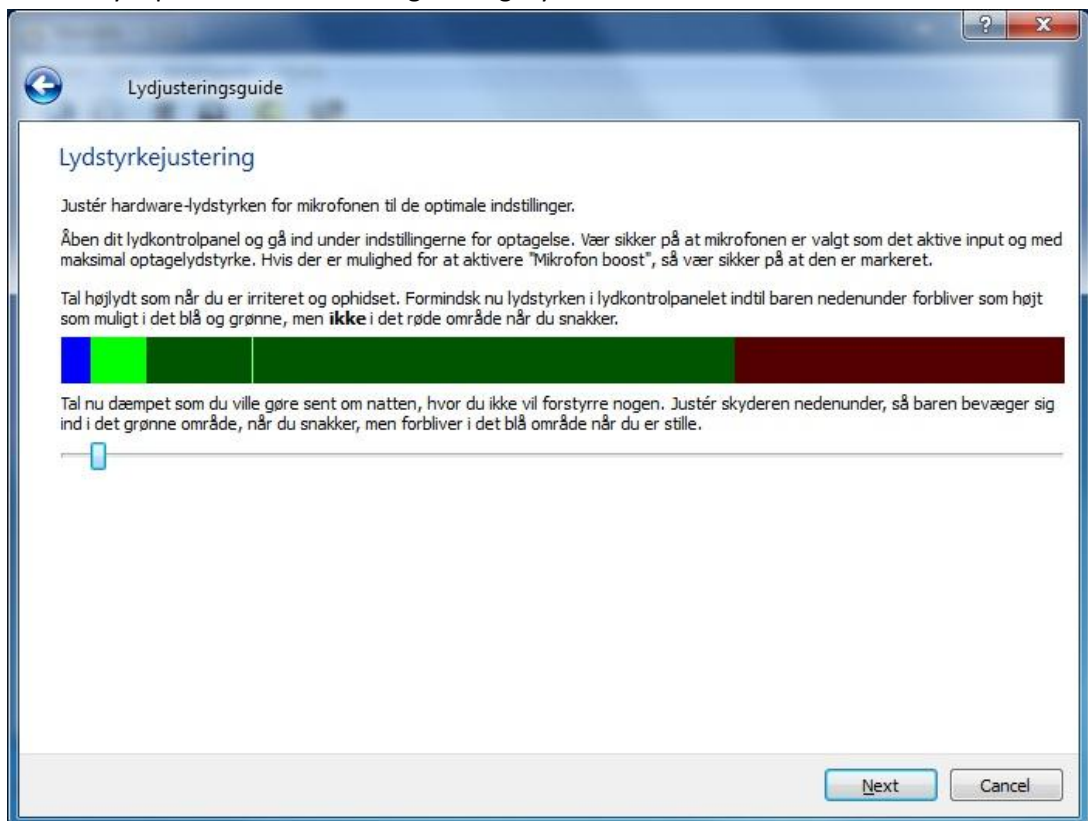 ?
X
Lydjusteringsguide
Lydstyrkejustering
Justér hardware-lydstyrken for mikrofonen til de optimale indstillinger.
Åben dit lydkontrolpanel og gå ind under indstillingerne for optagelse. Vær sikker på at mikrofonen er valgt som det aktive input og med
maksimal optagelydstyrke. Hvis der er mulighed for at aktivere "Mikrofon boost", så vær sikker på at den er markeret.
Tal højlydt som når du er irriteret og ophidset. Formindsk nu lydstyrken i lydkontrolpanelet indtil baren nedenunder forbliver som højt
som muligt i det blå og grønne, men ikke i det røde område når du snakker.
Tal nu dæmpet som du ville gøre sent om natten, hvor du ikke vil forstyrre nogen. Justér skyderen nedenunder, så baren bevæger sig
ind i det grønne område, når du snakker, men forbliver i det blå område når du er stille.
Next
Cancel